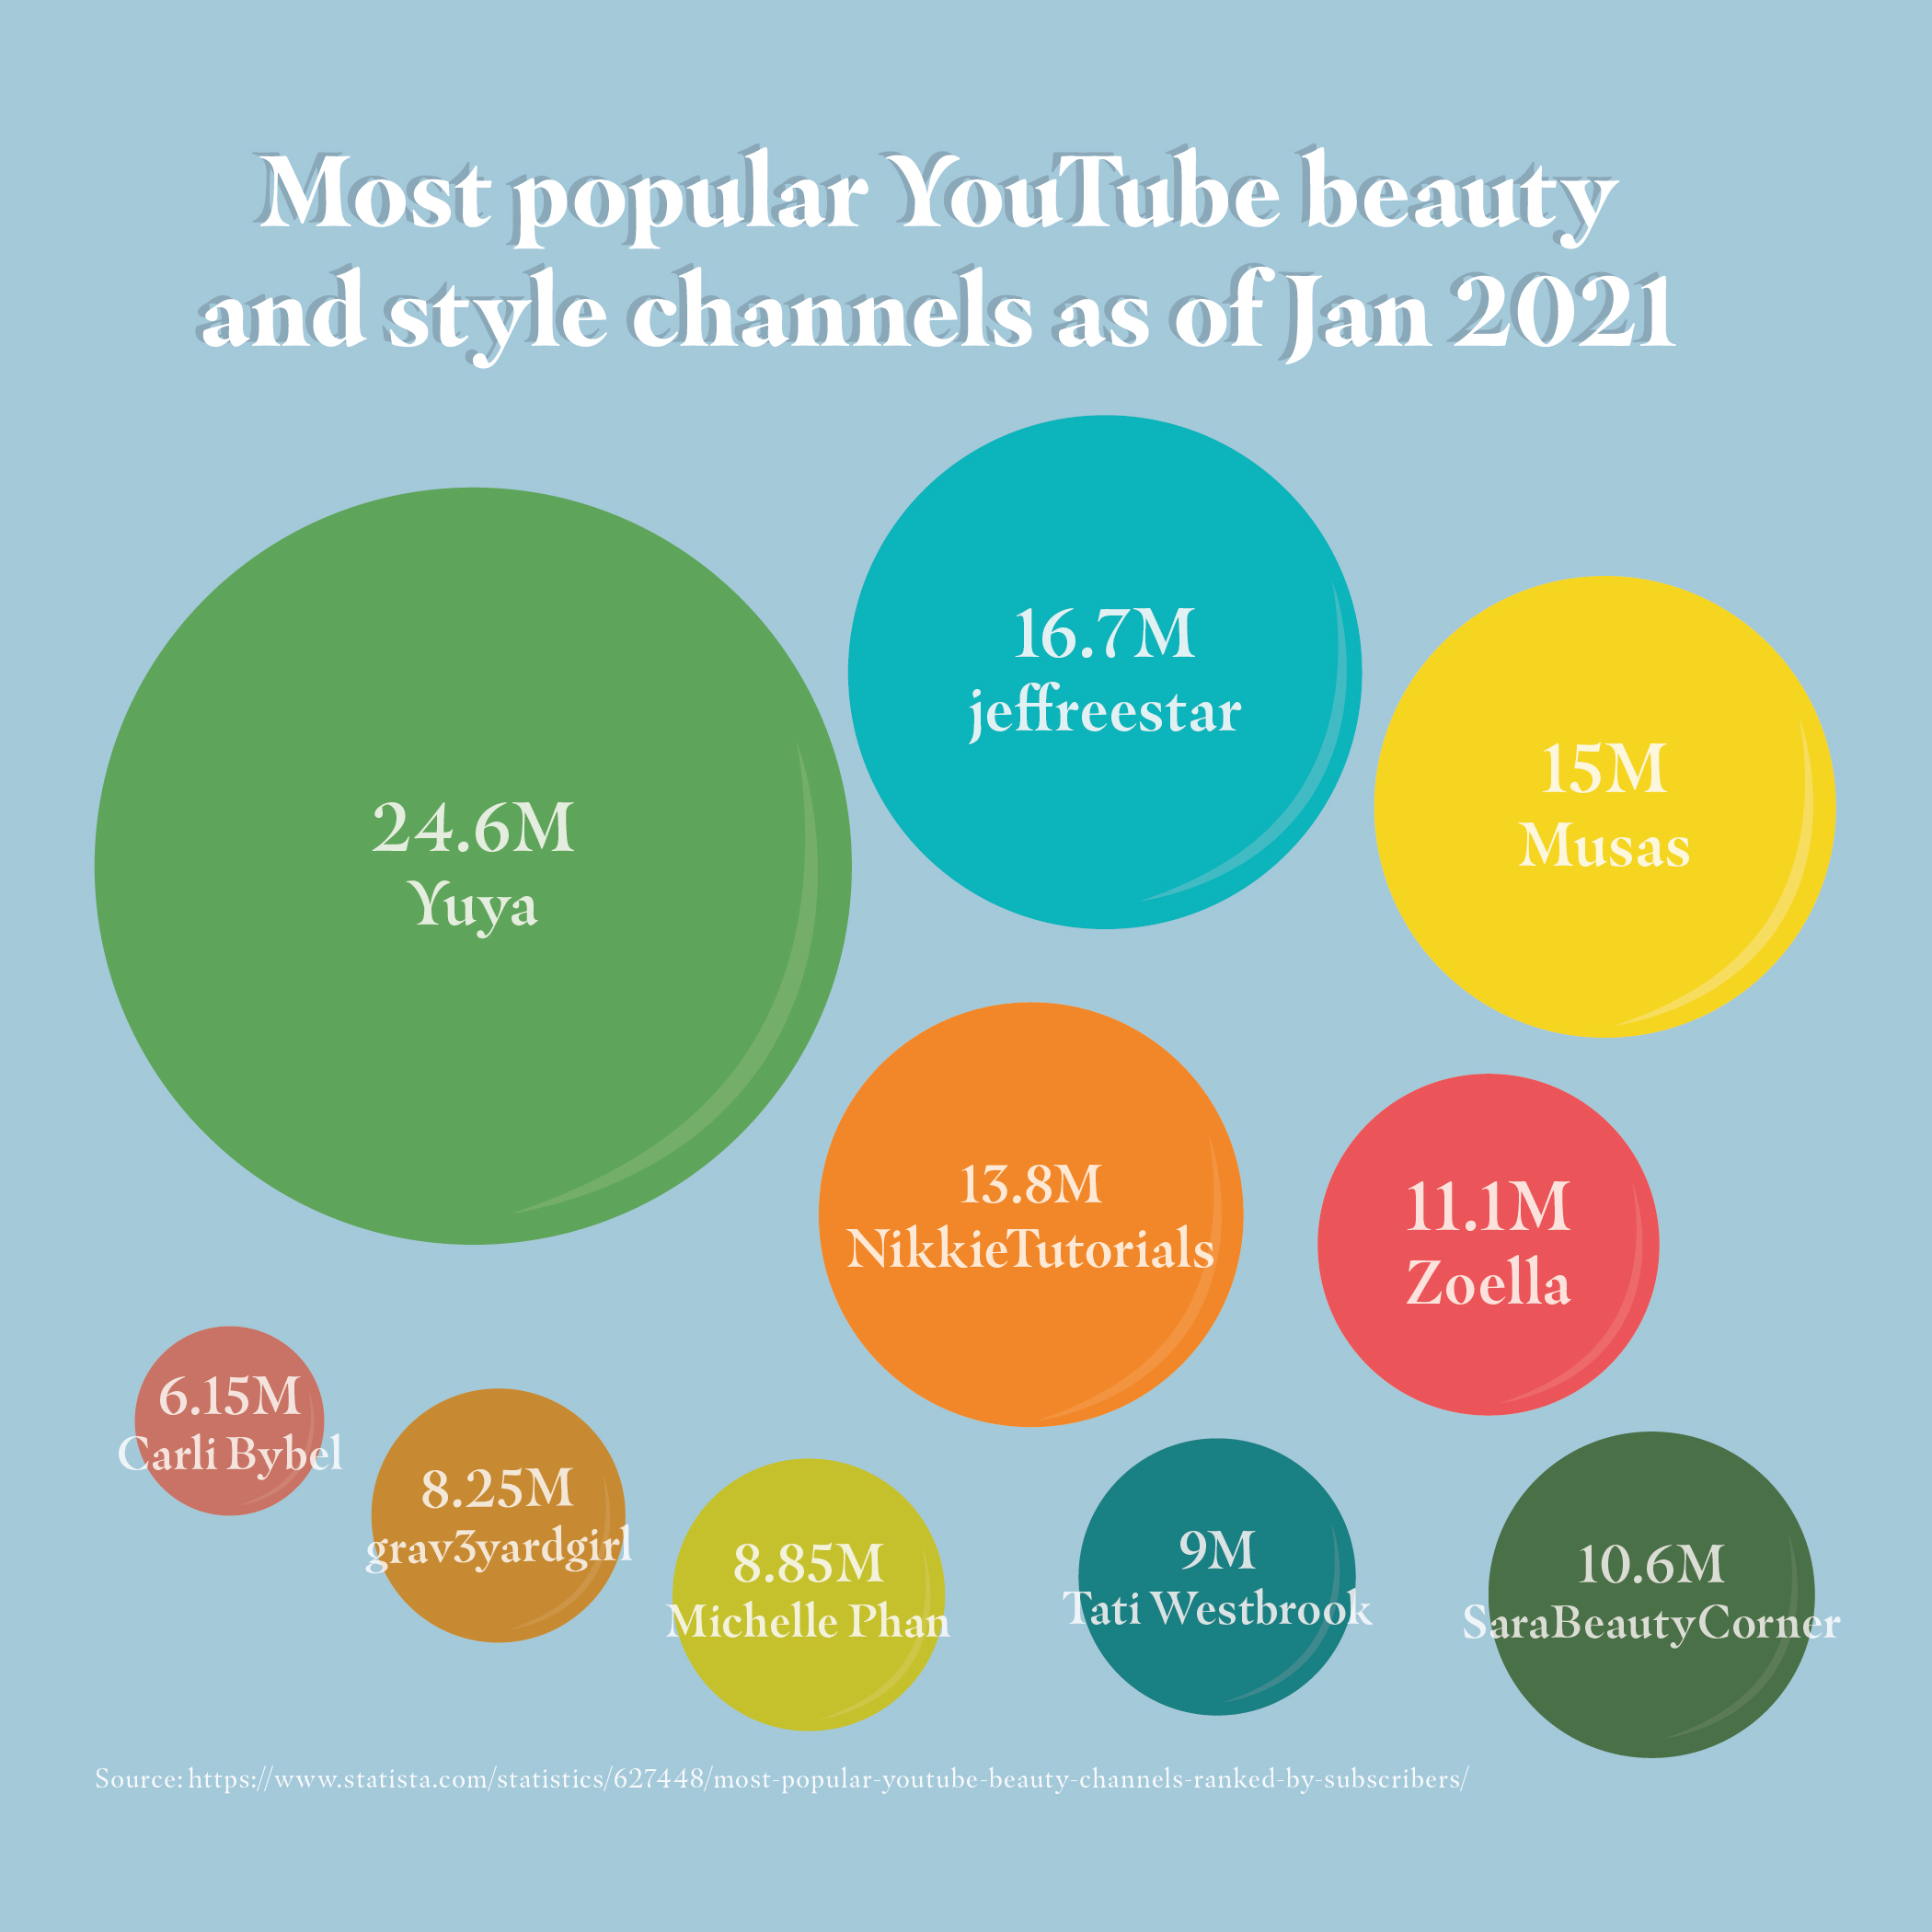 Most popular YouTube beauty
and style channels as of Jan 2021
16.7M
jeffreestar
15M
Musas
24.6M
Yuya
13.8M
NikkieTutorials
11.1M
Zoella
6.15M
Carli Bybel
8.25M
grav3yardgirl
8.85M
Michelle Phan
9M
Tati Westbrook
10.6M
SaraBeautyCorner
Source: https://www.statista.com/statistics/627448/most-popular-youtube-beauty-channels-ranked-by-subscribers/